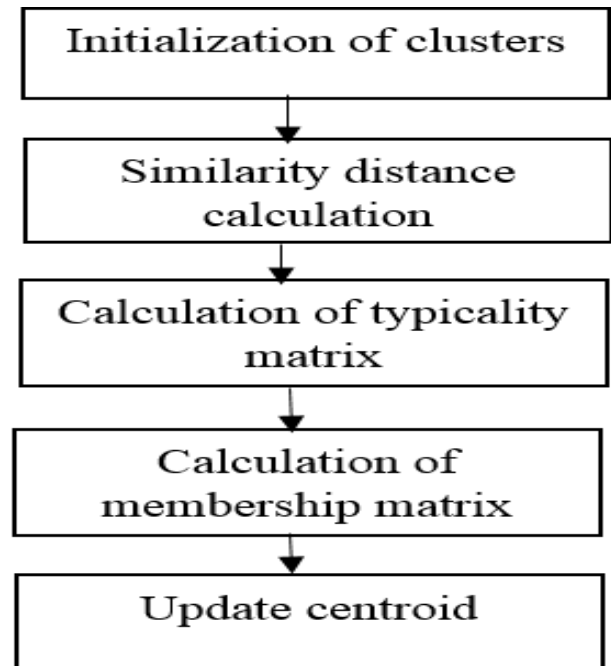 Initialization of clusters
Similarity distance
calculation
Calculation of typicality
matrix
Calculation of
membership matrix
Update centroid